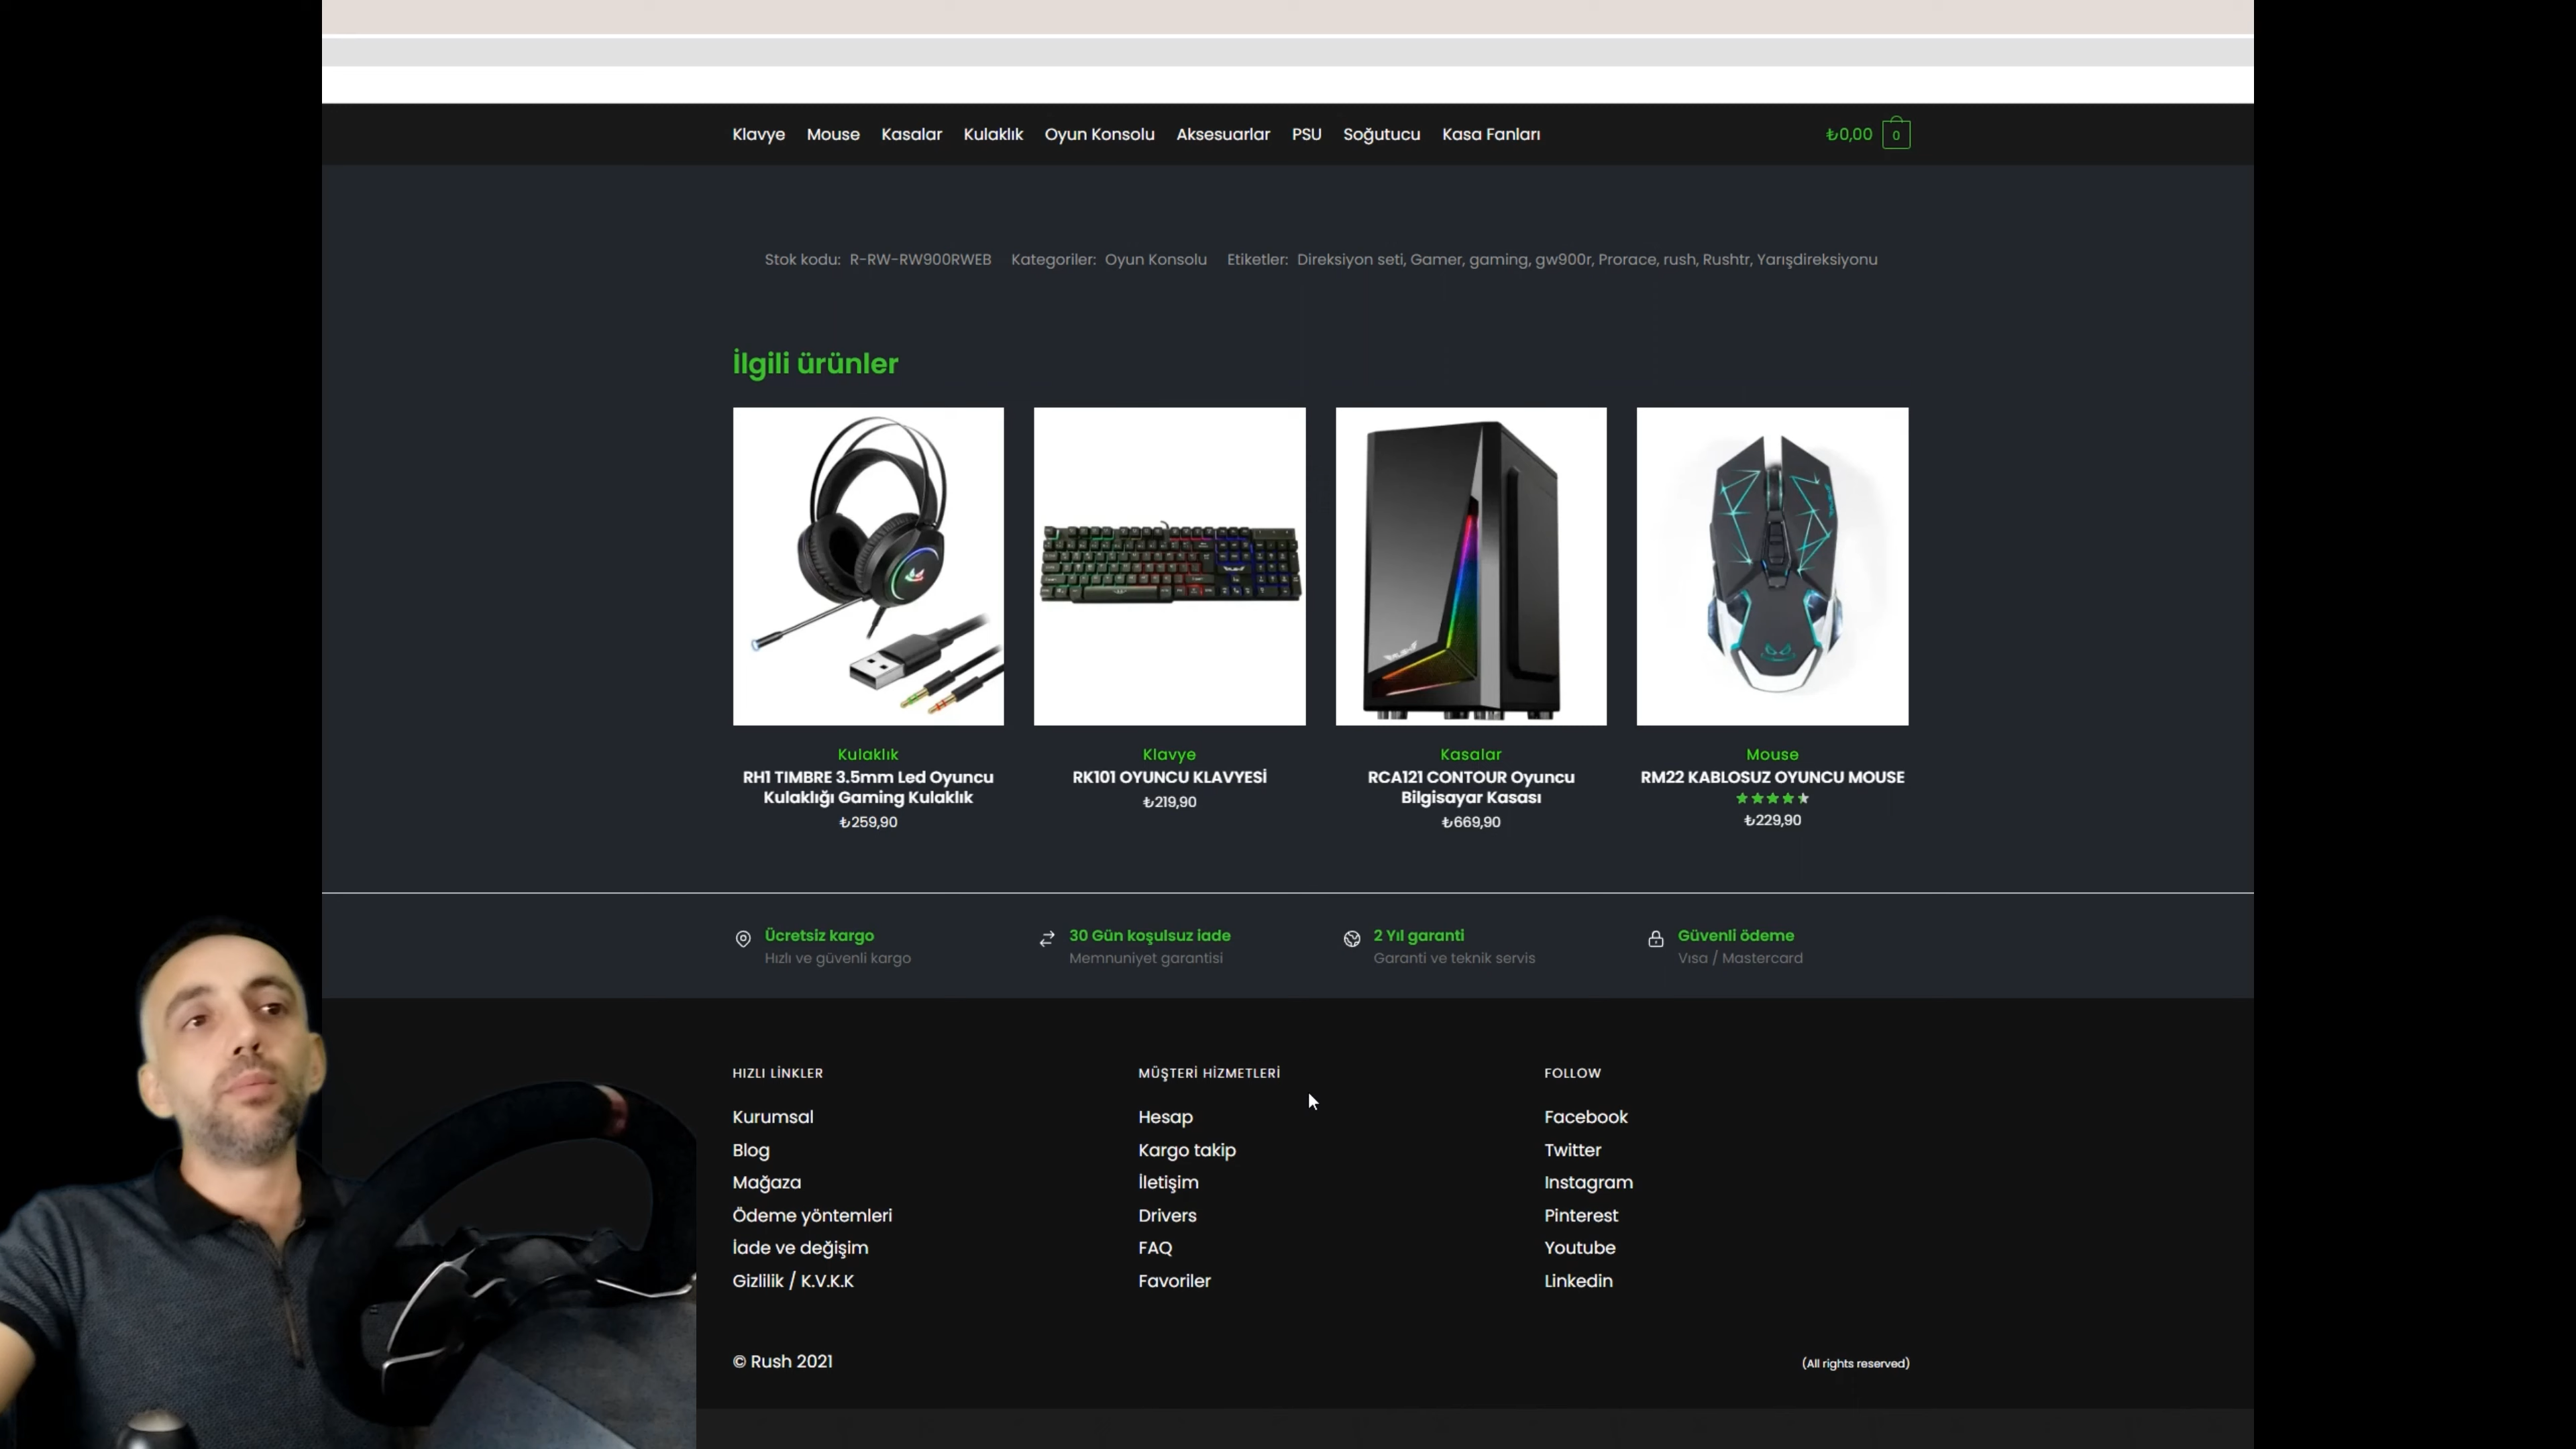 Klavye Mouse Kasalar Kulaklık Oyun Konsolu Aksesuarlar PSU Soğutucu Kasa Fanları ₺0,00 0
Stok kodu: R-RW-RW900RWEB Kategoriler: Oyun Konsolu Etiketler: Direksiyon seti, Gamer, gaming, gw900r, Prorace, rush, Rushtr, Yarışdireksiyonu
İlgili ürünler
Kulaklık
RH1 TIMBRE 3.5mm Led Oyuncu
Kulaklığı Gaming Kulaklık
₺259,90
Klavye
RK101 OYUNCU KLAVYESİ
₺219,90
Kasalar
RCA121 CONTOUR Oyuncu
Bilgisayar Kasası
₺669,90
Mouse
RM22 KABLOSUZ OYUNCU MOUSE
₺229,90
Ücretsiz kargo
Hızlı ve güvenli kargo
30 Gün koşulsuz iade
Memnuniyet garantisi
2 Yıl garanti
Garanti ve teknik servis
Güvenli ödeme
Vısa / Mastercard
HIZLI LİNKLER
Kurumsal
Blog
Mağaza
Ödeme yöntemleri
İade ve değişim
Gizlilik / K.V.K.K
MÜŞTERİ HİZMETLERİ
Hesap
Kargo takip
İletişim
Drivers
FAQ
Favoriler
FOLLOW
Facebook
Twitter
Instagram
Pinterest
Youtube
Linkedin
© Rush 2021
(All rights reserved)